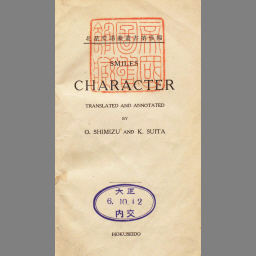 SMILES
CHARACTER
TRANSLATED AND ANNOTATED
BY
O. SHIMIZU AND K. SUITA
大正
6.10.12
内交
HOKUSEIDO